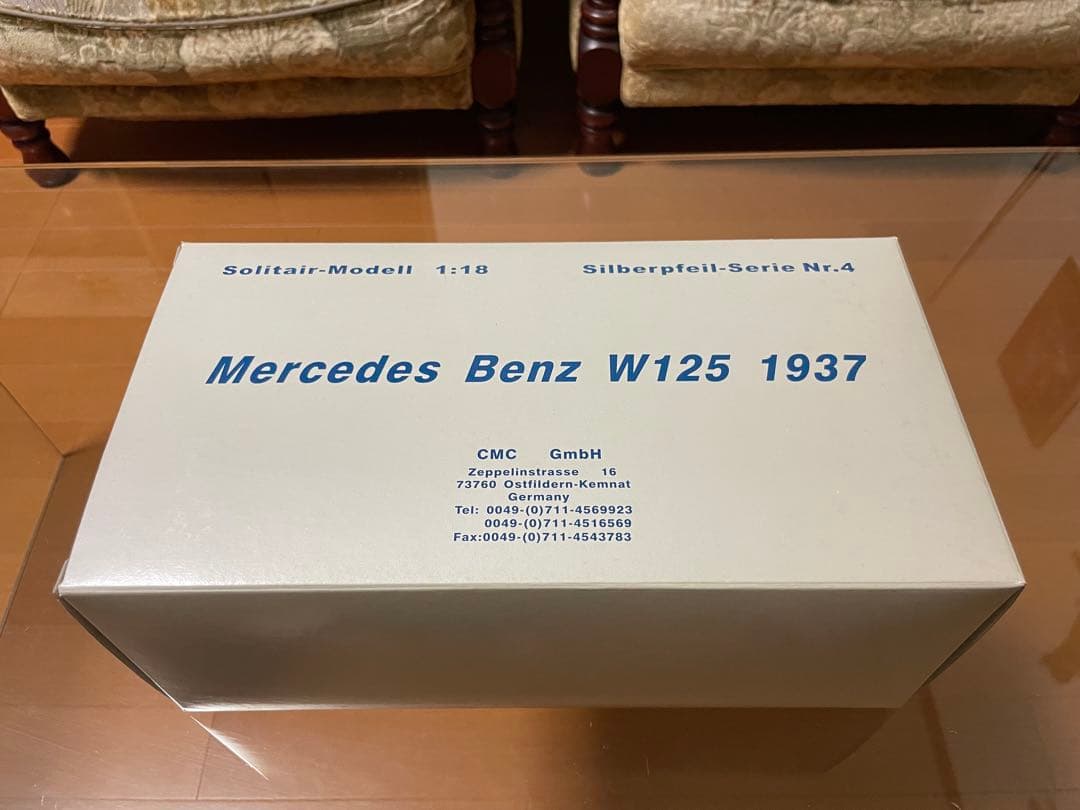 Solitair-Modell 1:18 Silberpfeil-Serie Nr.4
Mercedes Benz W125 1937
CMC GmbH
Zeppelinstrasse 16
73760 Ostfildern-Kemnat
Germany
Tel: 0049-(0)711-4569923
0049-(0)711-4516569
Fax:0049-(0)711-4543783